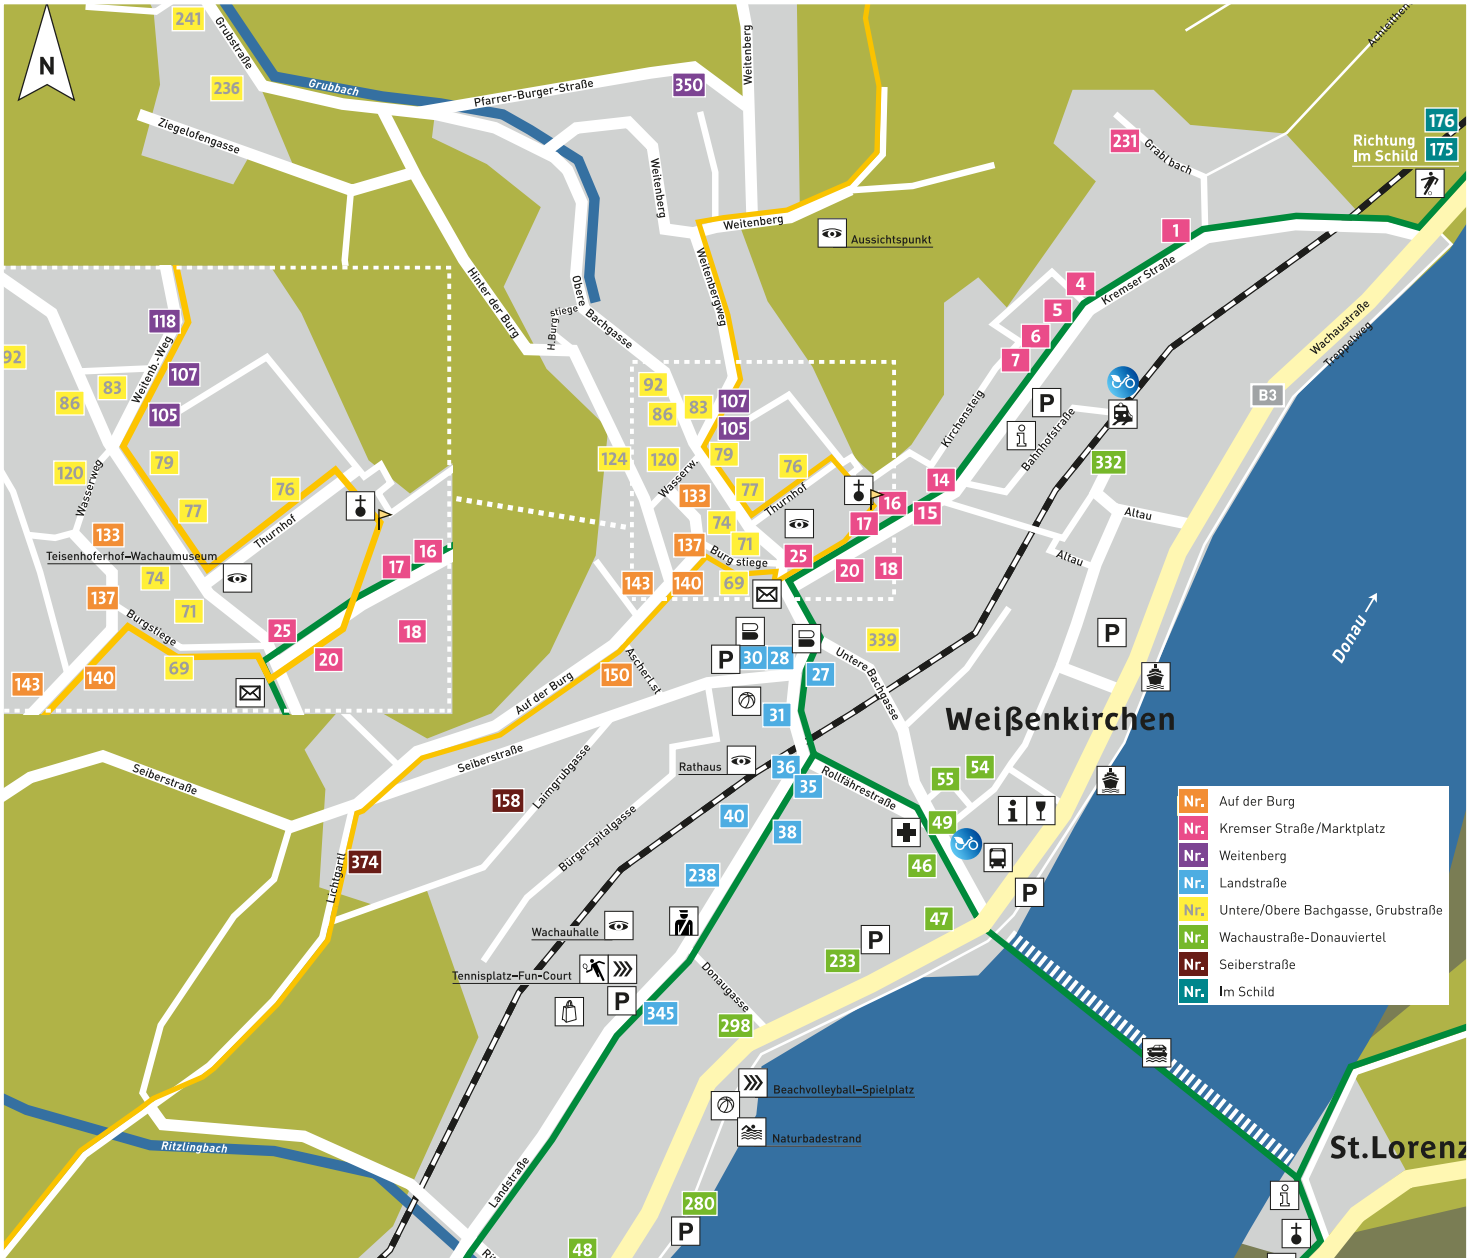 241
Grubstraße
236
Grubbach
Pfarrer-Burger-Straße
350
Weitenberg
Achleithen
N
Ziegelofengasse
Weitenberg
Weitenberg
Aussichtspunkt
231
Grablbach
Richtung
Im Schild
176
175
1
4
5
6
7
Kremser Straße
Wachaustraße
Treppelweg
B3
Hinter der Burg
H.Burg
stiege
Obere
Bachgasse
Weitenbergweg
118
107
105
92
83
86
Weitenb.-Weg
120
79
77
76
Wasserweg
133
Thurnhof
Teisenhoferhof–Wachaumuseum
74
137
71
Burgstiege
16
17
25
18
20
69
140
143
92
86
83
107
105
124
120
79
76
Wasserw.
133
77
Thurnhof
74
137
71
Burg stiege
143
140
69
25
17
16
15
14
20
18
Kirchensteig
P
Bahnhofstraße
332
Altau
Altau
P
Donau
339
30
28
P
27
Untere Bachgasse
31
150
Ascherl.st
Auf der Burg
Seiberstraße
Seiberstraße
Laimgrubgasse
Rathaus
36
35
Rollfährestraße
Weißenkirchen
54
55
49
46
47
P
158
40
38
Bürgerspitalgasse
374
Lichtgartl
238
Wachauhalle
P
233
Tennisplatz–Fun-Court
P
345
Donaugasse
298
Beachvolleyball–Spielplatz
Naturbadestrand
Ritzlingbach
Landstraße
280
P
48
St.Lorenz
Nr. Auf der Burg
Nr. Kremser Straße/Marktplatz
Nr. Weitenberg
Nr. Landstraße
Nr. Untere/Obere Bachgasse, Grubstraße
Nr. Wachaustraße-Donauviertel
Nr. Seiberstraße
Nr. Im Schild